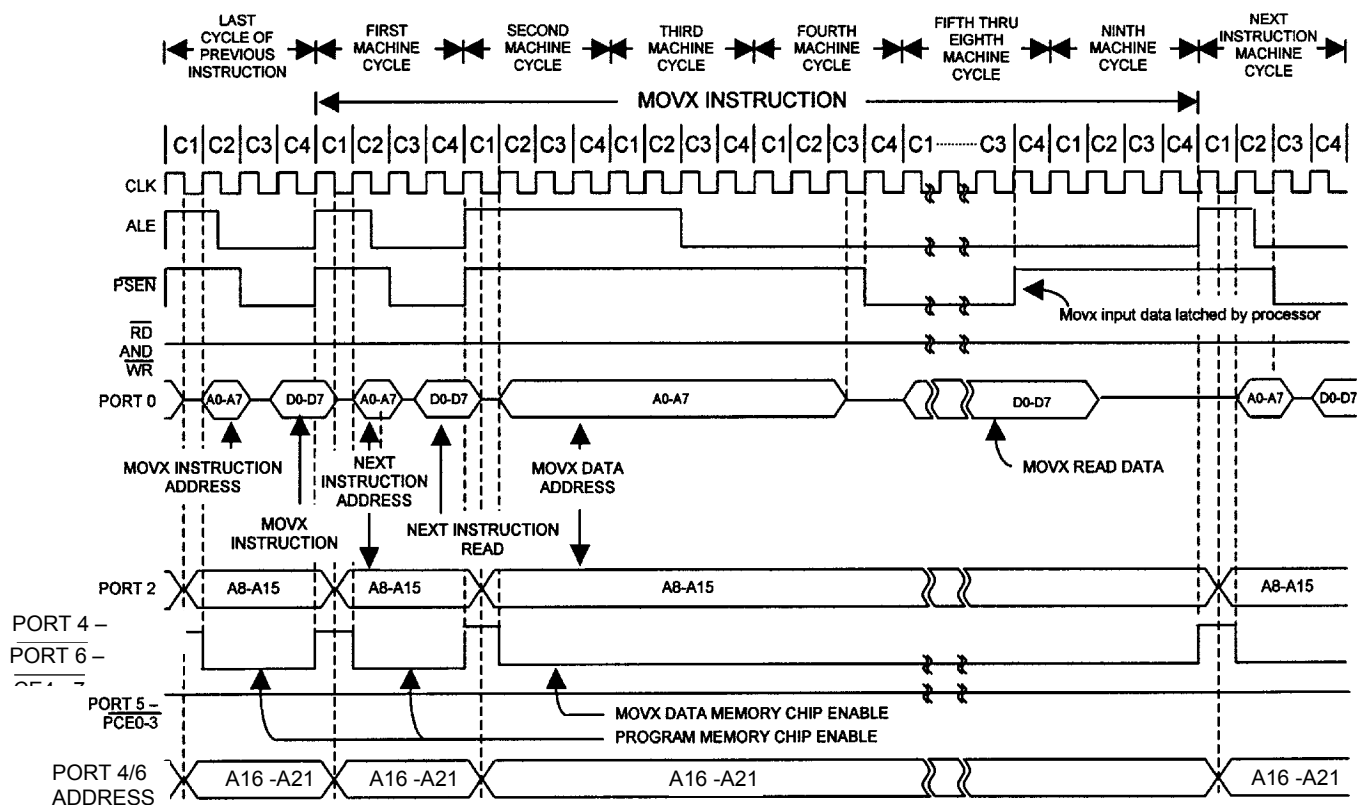 LAST
CYCLE OF
PREVIOUS
INSTRUCTION
FIRST
MACHINE
CYCLE
SECOND
MACHINE
CYCLE
THIRD
MACHINE
CYCLE
FOURTH
MACHINE
CYCLE
FIFTH THRU
EIGHTH
MACHINE
CYCLE
NINTH
MACHINE
CYCLE
NEXT
INSTRUCTION
MACHINE
CYCLE
MOVX INSTRUCTION
C1 C2 C3 C4 C1 C2 C3 C4 C1 C2 C3 C4 C1 C2 C3 C4 C1 C2 C3 C4 C1 ......... C3 C4 C1 C2 C3 C4 C1 C2 C3 C4
CLK
ALE
PSEN
Movx input data latched by processor
RD
AND
WR
PORT 0 A0-A7 D0-D7 A0-A7 D0-D7 A0-A7 D0-D7 A0-A7 D0-D7
MOVX INSTRUCTION
ADDRESS
NEXT
INSTRUCTION
ADDRESS
MOVX DATA
ADDRESS
MOVX READ DATA
MOVX
INSTRUCTION
NEXT INSTRUCTION
READ
PORT 2 A8-A15 A8-A15 A8-A15 A8-A15
PORT 4 –
PORT 6 –
PORT 5 –
PCE0-3
MOVX DATA MEMORY CHIP ENABLE
PROGRAM MEMORY CHIP ENABLE
PORT 4/6
ADDRESS
A16 -A21 A16 -A21 A16 -A21 A16 -A21